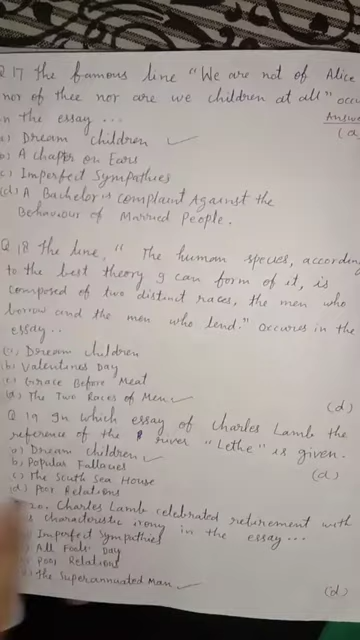 Q 17 The famous line "We are not of Alice
nor of thee nor are we children at all" occu
n the essay ...
Answe
a) Dream children ✓
(a
b) A chapter on Ears
c) Imperfect Sympathies
(d) A Bachelor's complaint Against the
Behaviour of Married People.
Q 18 The line, "The human species, according
to the best theory I can form of it, is
composed of two distinct races, the men who
borrow and the men who lend." occurs in the
essay..
(a) Dream children
(b) Valentines Day
(c) Grace Before Meat
(d) The Two Races of Men ✓
(d)
Q 19 In which essay of Charles Lamb the
reference of the river "Lethe" is given.
a) Dream children ✓
(a)
b) Popular Fallacies
c) The South Sea House
(d) Poor Relations
20. Charles Lamb celebrated retirement with
s characteristic irony in the essay...
Imperfect Sympathies
All Fools Day
Poor Relations
The Superannuated Man ✓
(d)